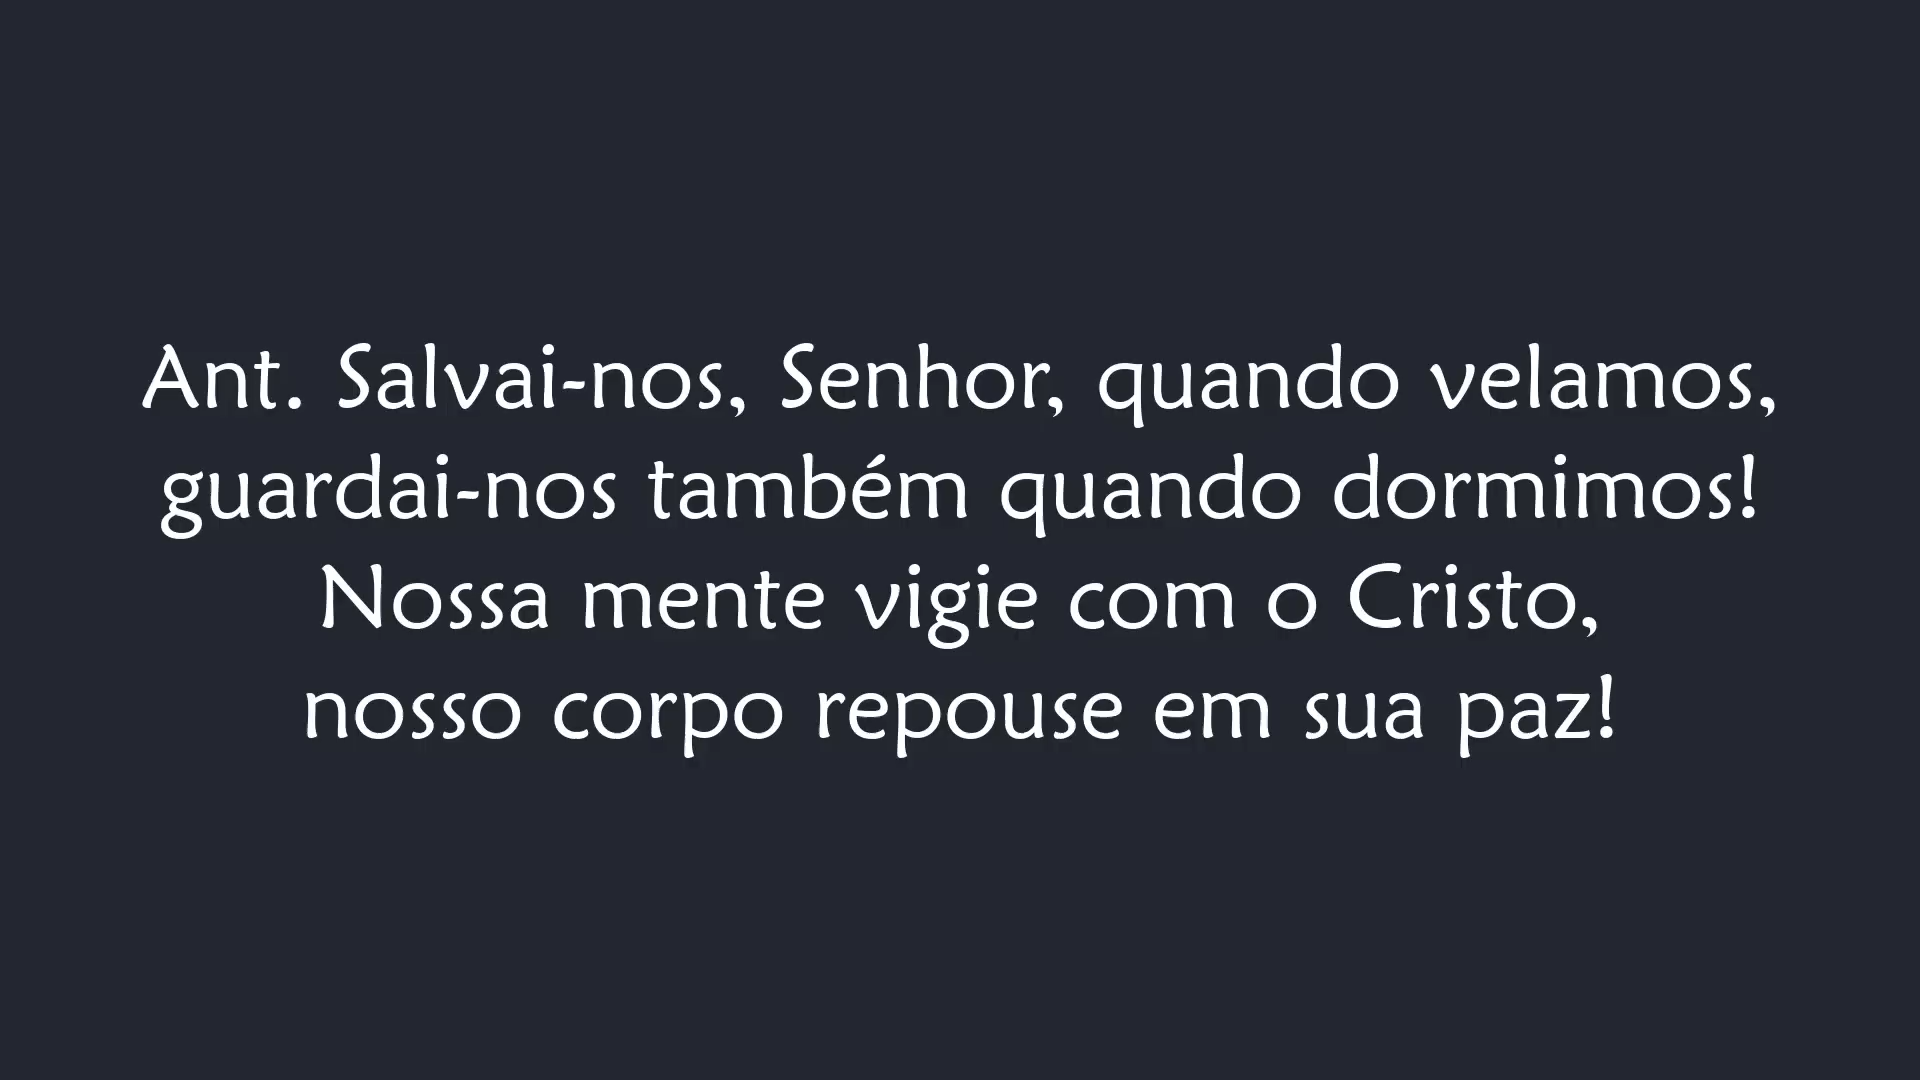 Ant. Salvai-nos, Senhor, quando velamos,
guardai-nos também quando dormimos!
Nossa mente vigie com o Cristo,
nosso corpo repouse em sua paz!